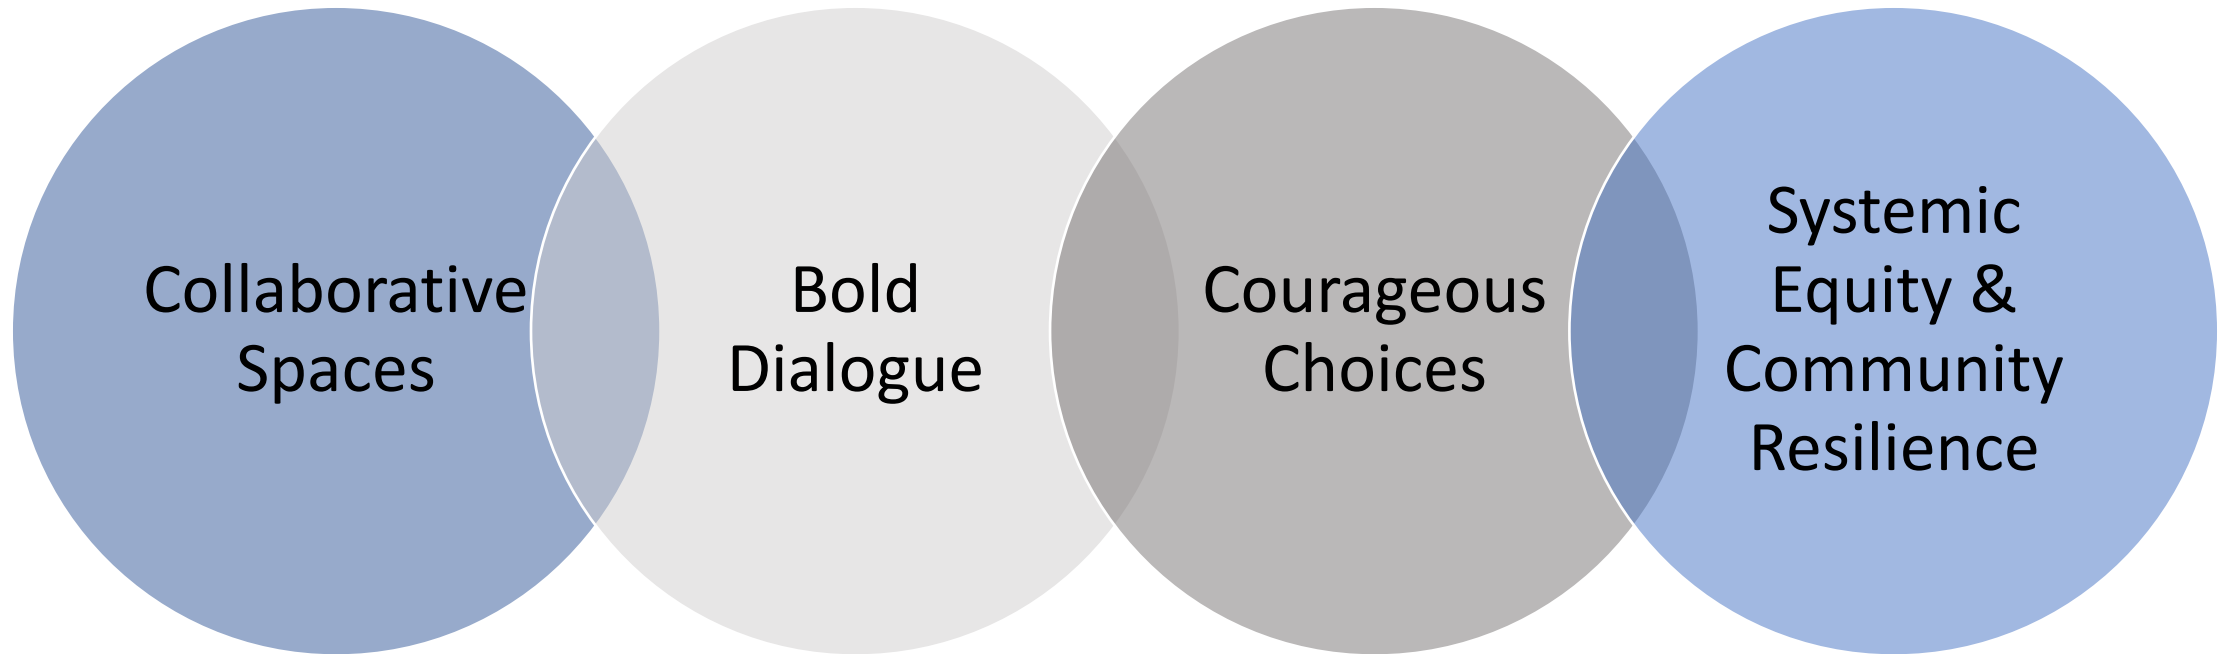 Collaborative
Spaces
Bold
Dialogue
Courageous
Choices
Systemic
Equity &
Community
Resilience